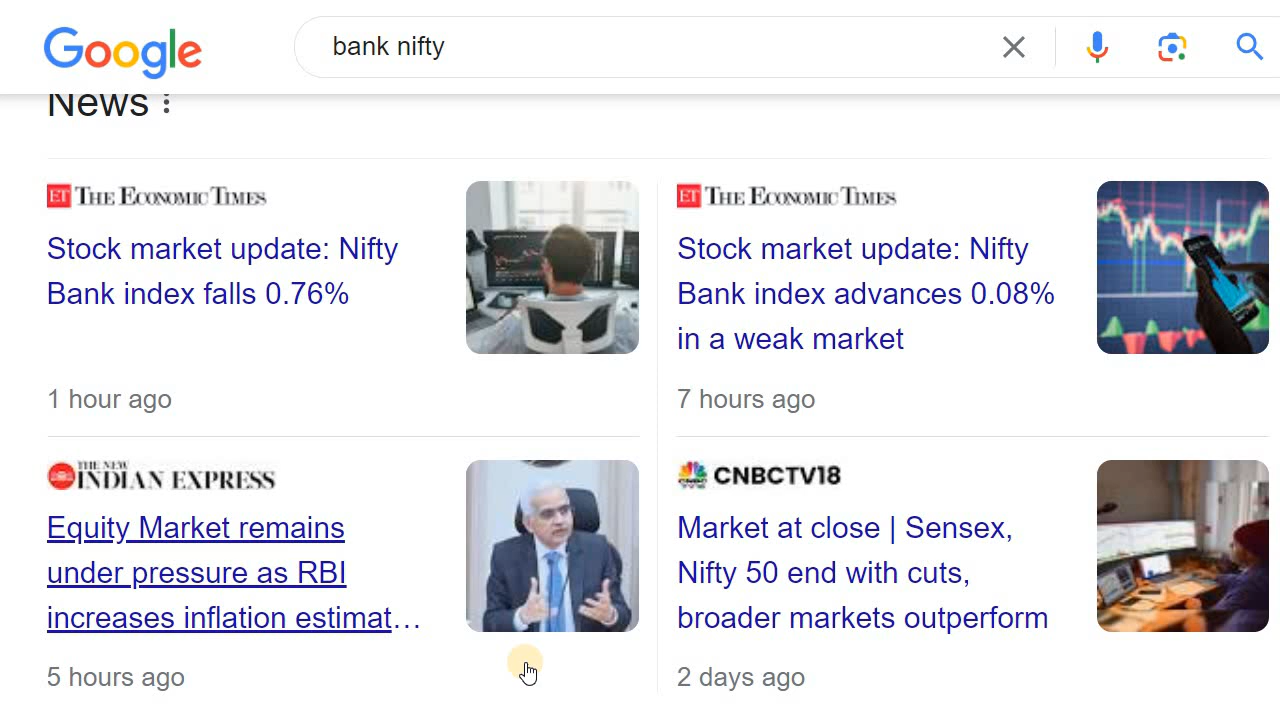 Google
bank nifty
News
ET THE ECONOMIC TIMES
Stock market update: Nifty
Bank index falls 0.76%
1 hour ago
ET THE ECONOMIC TIMES
Stock market update: Nifty
Bank index advances 0.08%
in a weak market
7 hours ago
THE NEW
INDIAN EXPRESS
Equity Market remains
under pressure as RBI
increases inflation estimat...
5 hours ago
CNBCTV18
Market at close | Sensex,
Nifty 50 end with cuts,
broader markets outperform
2 days ago